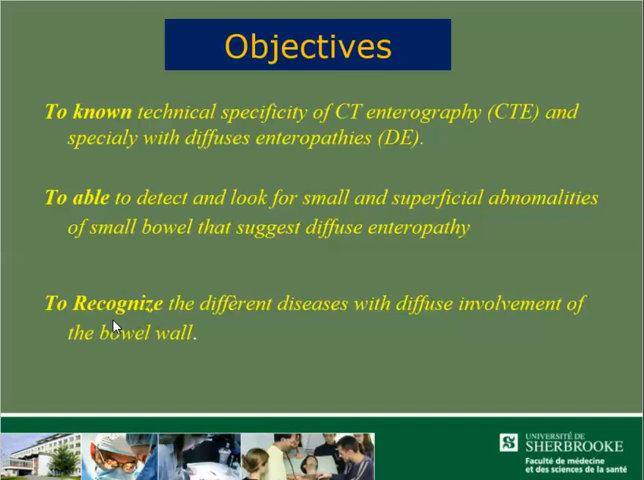 Objectives
To known technical specificity of CT enterography (CTE) and
specialy with diffuses enteropathies (DE).
To able to detect and look for small and superficial abnomalities
of small bowel that suggest diffuse enteropathy
To Recognize the diffèrent diseases with diffuse involvement of
the bowel wall.
UNIVERSITÉ DE
SHERBROOKE
Faculté de médecine
et des sciences de la santé